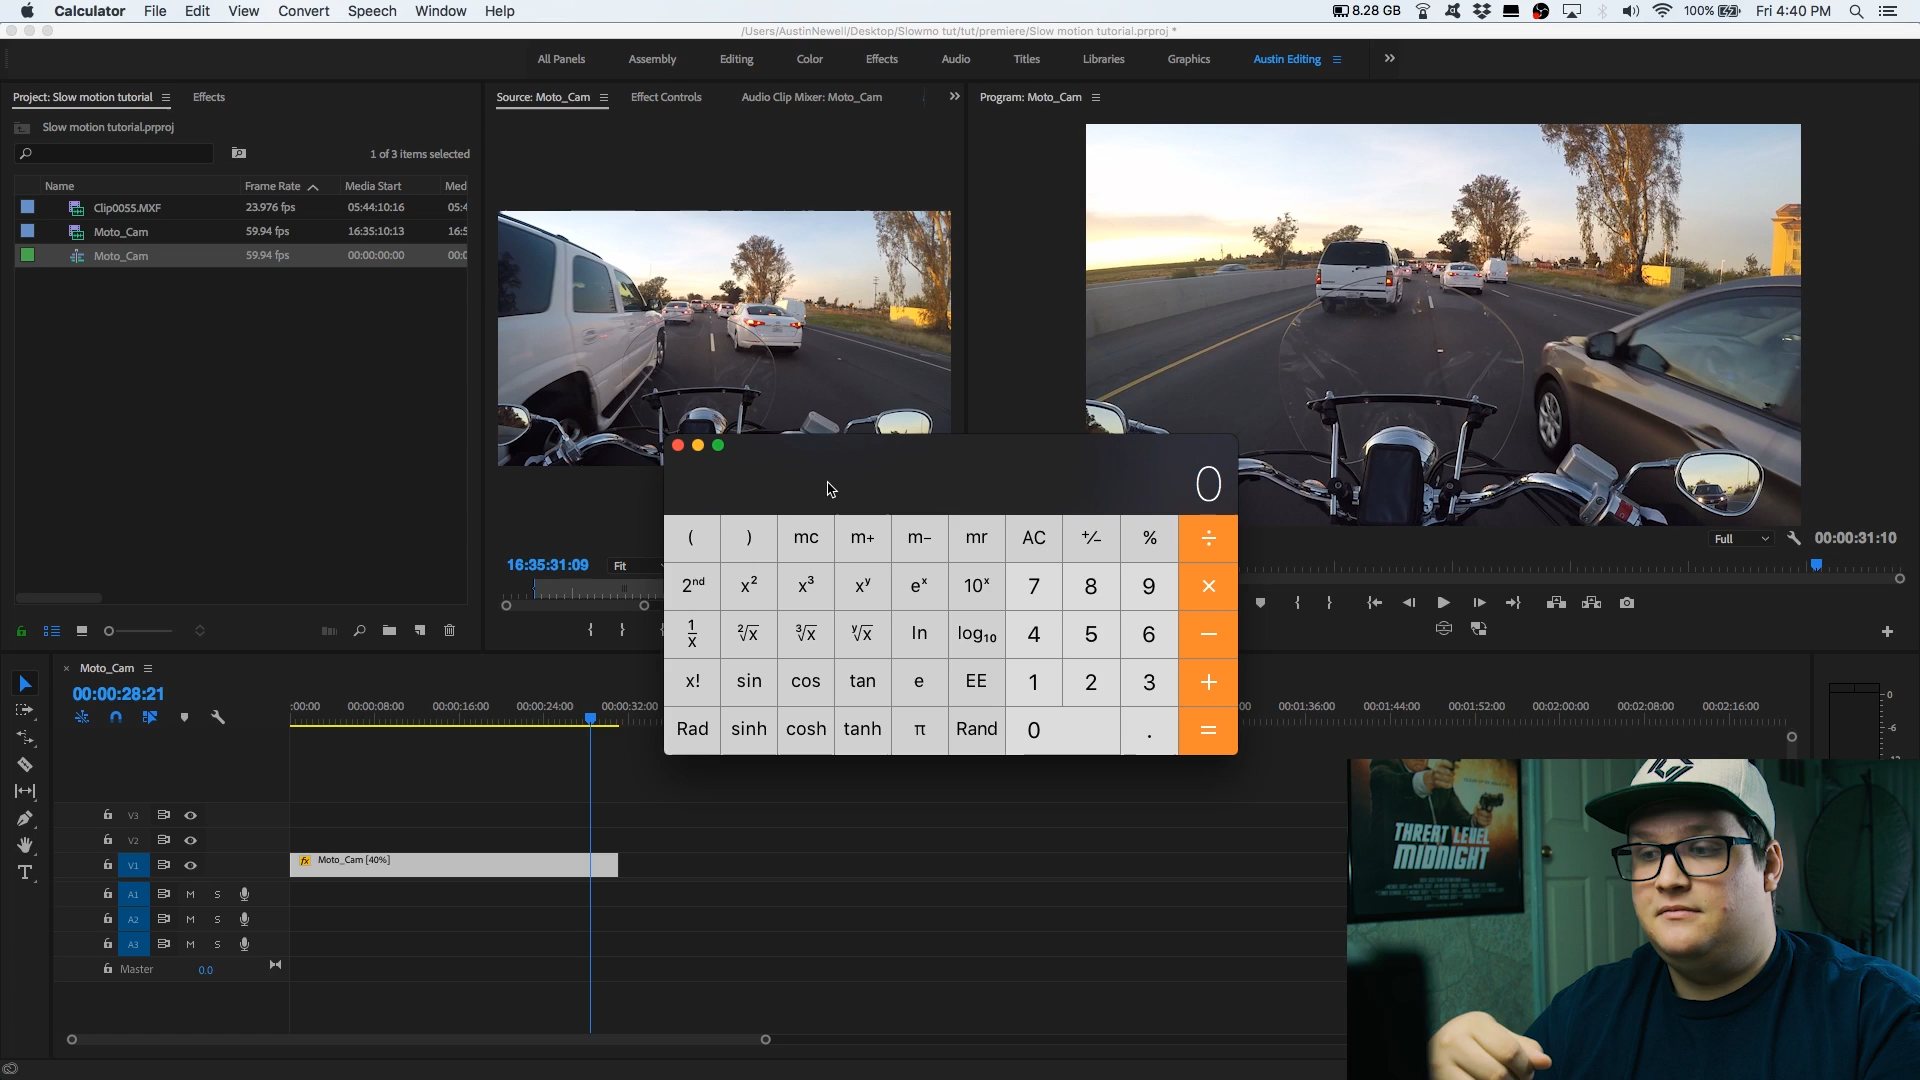 Calculator File Edit View Convert Speech Window Help 8.28 GB 100% Fri 4:40 PM
/Users/AustinNewell/Desktop/Slowmo tut/tut/premiere/Slow motion tutorial.prproj *
All Panels Assembly Editing Color Effects Audio Titles Libraries Graphics Austin Editing
Project: Slow motion tutorial Effects
Slow motion tutorial.prproj
1 of 3 items selected
Name Frame Rate Media Start Med
Clip0055.MXF 23.976 fps 05:44:10:16 05:4
Moto_Cam 59.94 fps 16:35:10:13 16:5
Moto_Cam 59.94 fps 00:00:00:00 00:0
Source: Moto_Cam Effect Controls Audio Clip Mixer: Moto_Cam
16:35:31:09 Fit
Program: Moto_Cam
Full 00:00:31:10
0
( ) mc m+ m− mr AC +/− % ÷
2nd x² x³ xʸ eˣ 10ˣ 7 8 9 ×
1/x ²√x ³√x ʸ√x ln log₁₀ 4 5 6 −
x! sin cos tan e EE 1 2 3 +
Rad sinh cosh tanh π Rand 0 . =
Moto_Cam
00:00:28:21
:00:00 00:00:08:00 00:00:16:00 00:00:24:00 00:00:32:00 00 00:01:36:00 00:01:44:00 00:01:52:00 00:02:00:00 00:02:08:00 00:02:16:00
0
-6
V3
V2
V1 fx Moto_Cam [40%]
A1 M S
A2 M S
A3 M S
Master 0.0
THREAT LEVEL
MIDNIGHT